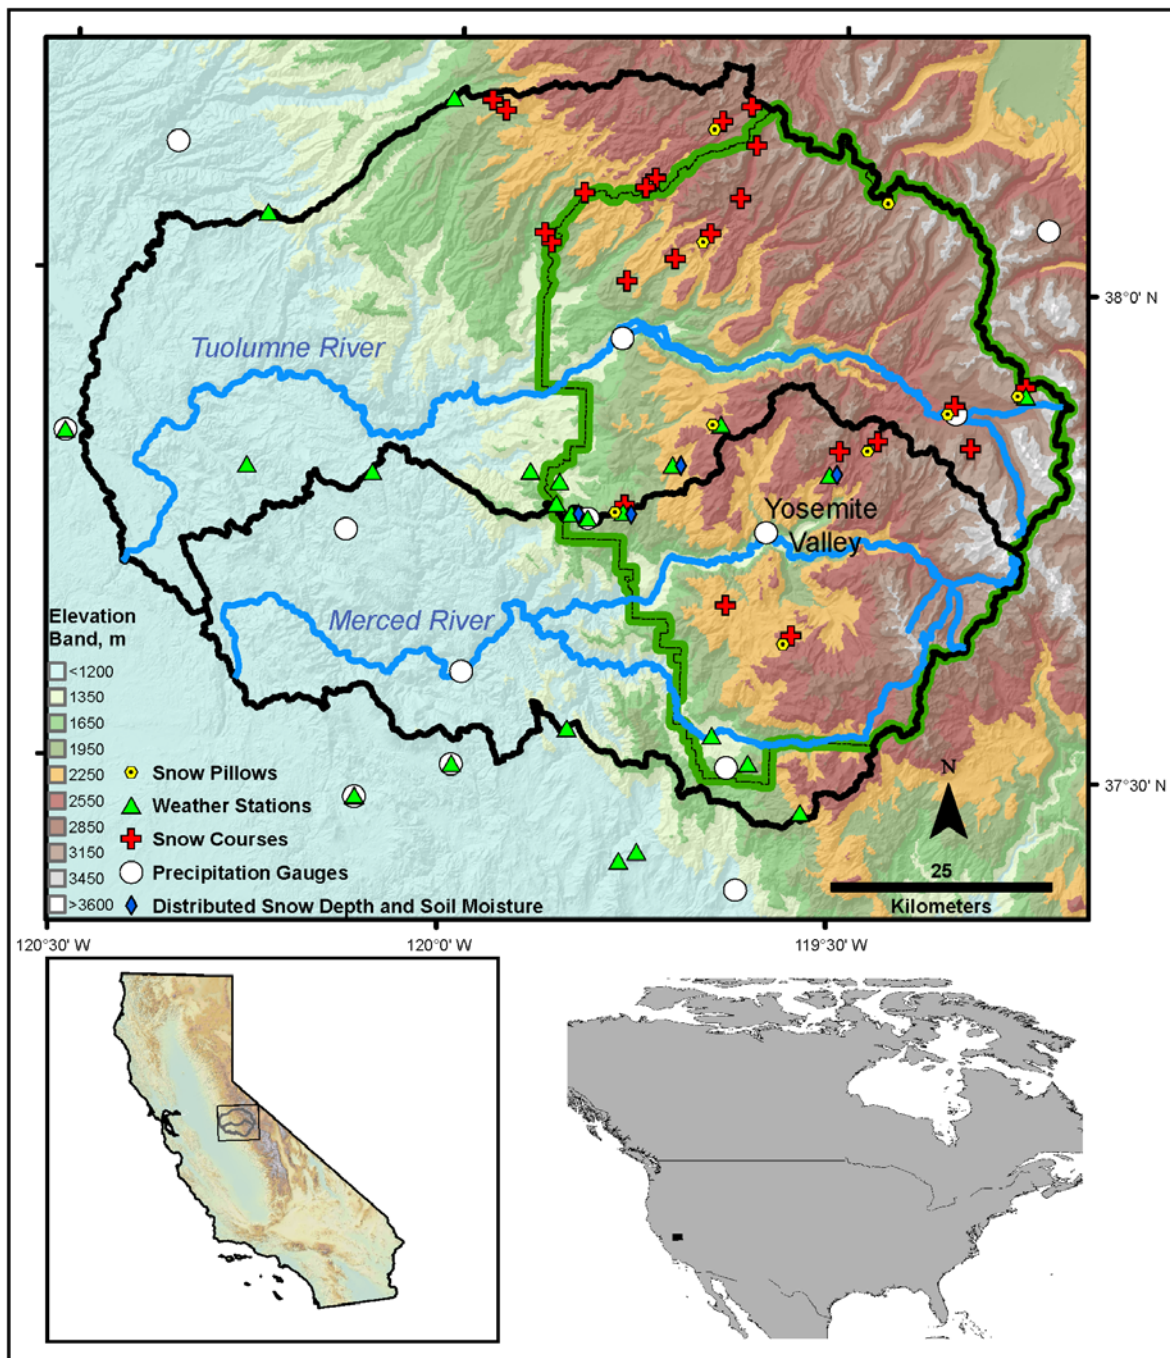 38°0' N
Tuolumne River
Yosemite
Valley
Merced River
Elevation
Band, m
<1200
1350
1650
1950
2250
2550
2850
3150
3450
>3600
Snow Pillows
Weather Stations
Snow Courses
Precipitation Gauges
Distributed Snow Depth and Soil Moisture
N
37°30' N
25
Kilometers
120°30' W
120°0' W
119°30' W